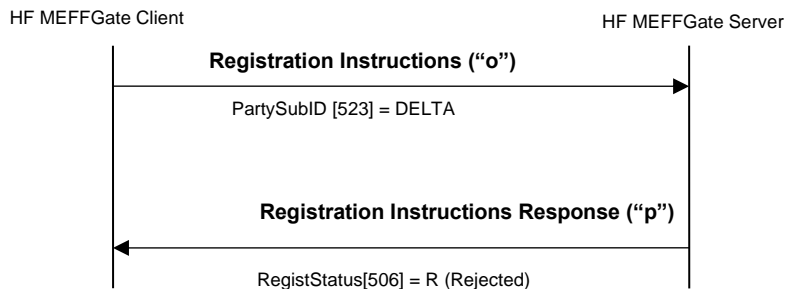 HF MEFFGate Client
HF MEFFGate Server
Registration Instructions (“o”)
PartySubID [523] = DELTA
Registration Instructions Response (“p”)
RegistStatus[506] = R (Rejected)